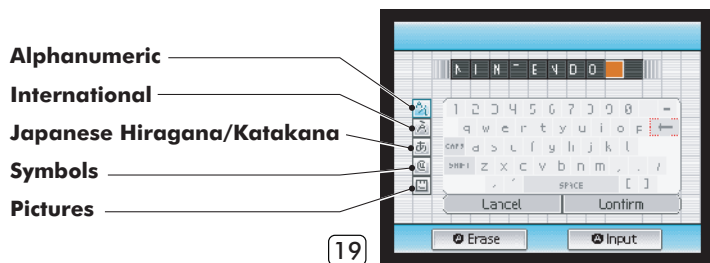 Alphanumeric
International
Japanese Hiragana/Katakana
Symbols
Pictures
19
NINTENDO
あ
@
1 2 3 4 5 6 7 8 9 0 -
q w e r t y u i o p
CAPS a s d f g h j k l
SHIFT z x c v b n m , . /
SPACE [ ]
Cancel Confirm
Erase Input